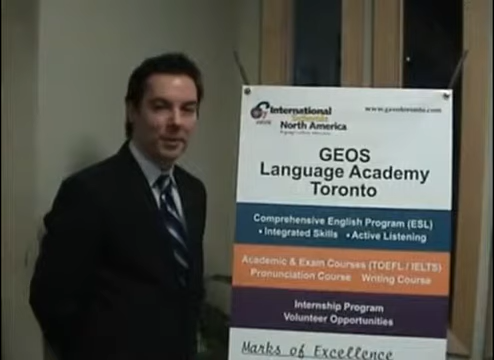 International
Schools
North America
www.geostoronto.com
GEOS
Language Academy
Toronto
Comprehensive English Program (ESL)
• Integrated Skills • Active Listening
Academic & Exam Courses (TOEFL / IELTS)
Pronunciation Course Writing Course
Internship Program
Volunteer Opportunities
Marks of Excellence